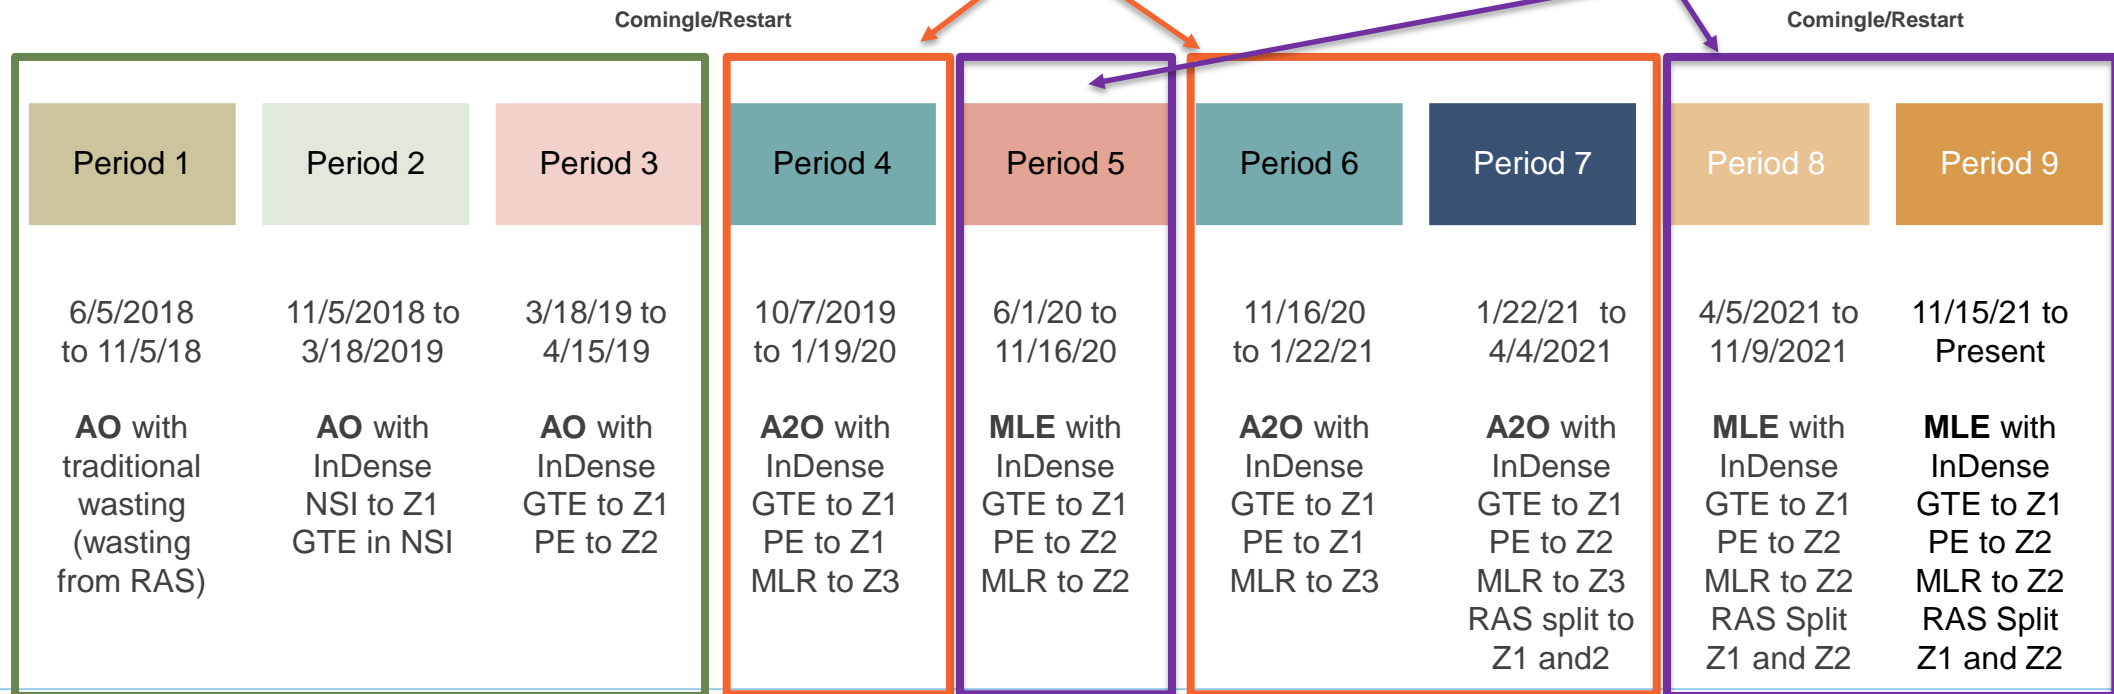 Comingle/Restart
Comingle/Restart
Period 1
6/5/2018
to 11/5/18
AO with
traditional
wasting
(wasting
from RAS)
Period 2
11/5/2018 to
3/18/2019
AO with
InDense
NSI to Z1
GTE in NSI
Period 3
3/18/19 to
4/15/19
AO with
InDense
GTE to Z1
PE to Z2
Period 4
10/7/2019
to 1/19/20
A2O with
InDense
GTE to Z1
PE to Z1
MLR to Z3
Period 5
6/1/20 to
11/16/20
MLE with
InDense
GTE to Z1
PE to Z2
MLR to Z2
Period 6
11/16/20
to 1/22/21
A2O with
InDense
GTE to Z1
PE to Z1
MLR to Z3
Period 7
1/22/21 to
4/4/2021
A2O with
InDense
GTE to Z1
PE to Z2
MLR to Z3
RAS split to
Z1 and2
Period 8
4/5/2021 to
11/9/2021
MLE with
InDense
GTE to Z1
PE to Z2
MLR to Z2
RAS Split
Z1 and Z2
Period 9
11/15/21 to
Present
MLE with
InDense
GTE to Z1
PE to Z2
MLR to Z2
RAS Split
Z1 and Z2